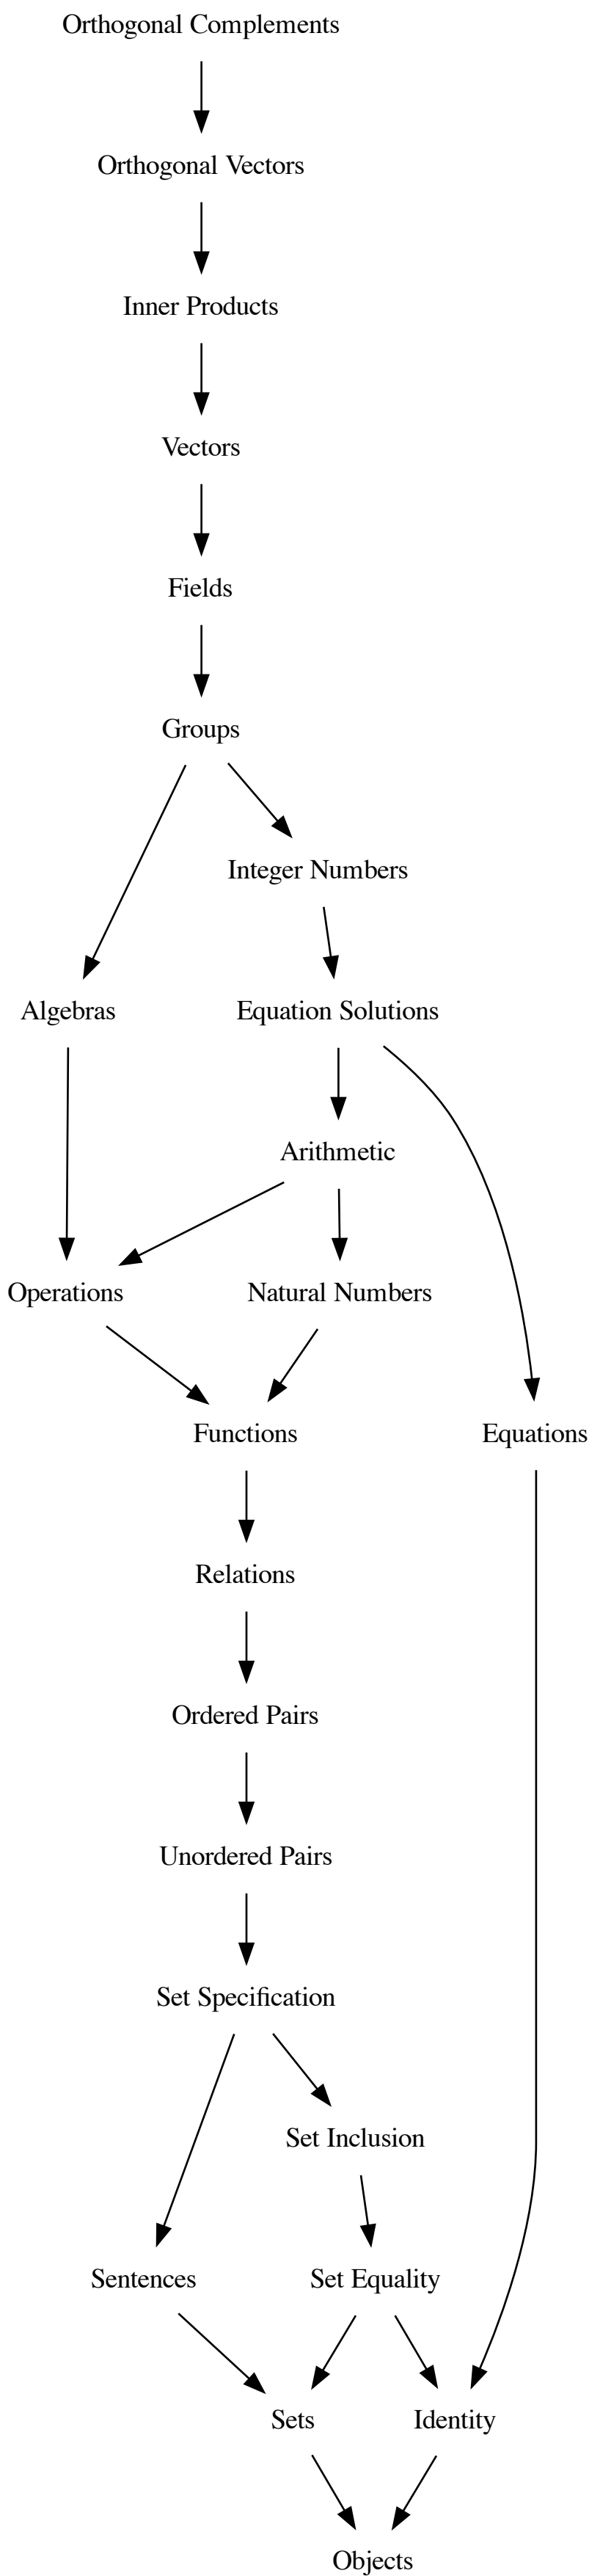 Orthogonal Complements
Orthogonal Vectors
Inner Products
Vectors
Fields
Groups
Integer Numbers
Algebras
Equation Solutions
Arithmetic
Operations
Natural Numbers
Functions
Equations
Relations
Ordered Pairs
Unordered Pairs
Set Specification
Set Inclusion
Sentences
Set Equality
Sets
Identity
Objects